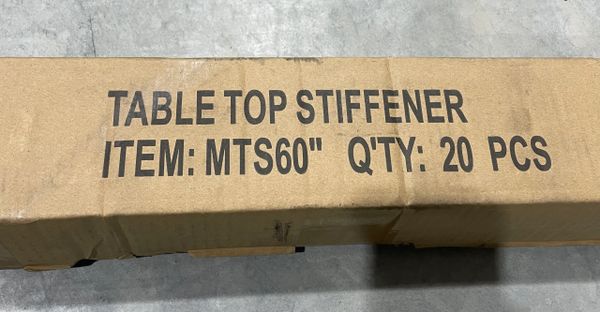 TABLE TOP STIFFENER
ITEM: MTS60" Q'TY: 20 PCS